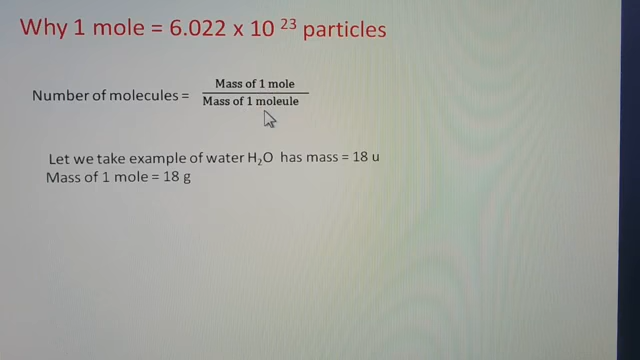 Why 1 mole = 6.022 x 10 23 particles
Mass of 1 mole
Number of molecules =
Mass of 1 moleule
Let we take example of water H₂O has mass = 18 u
Mass of 1 mole = 18 g